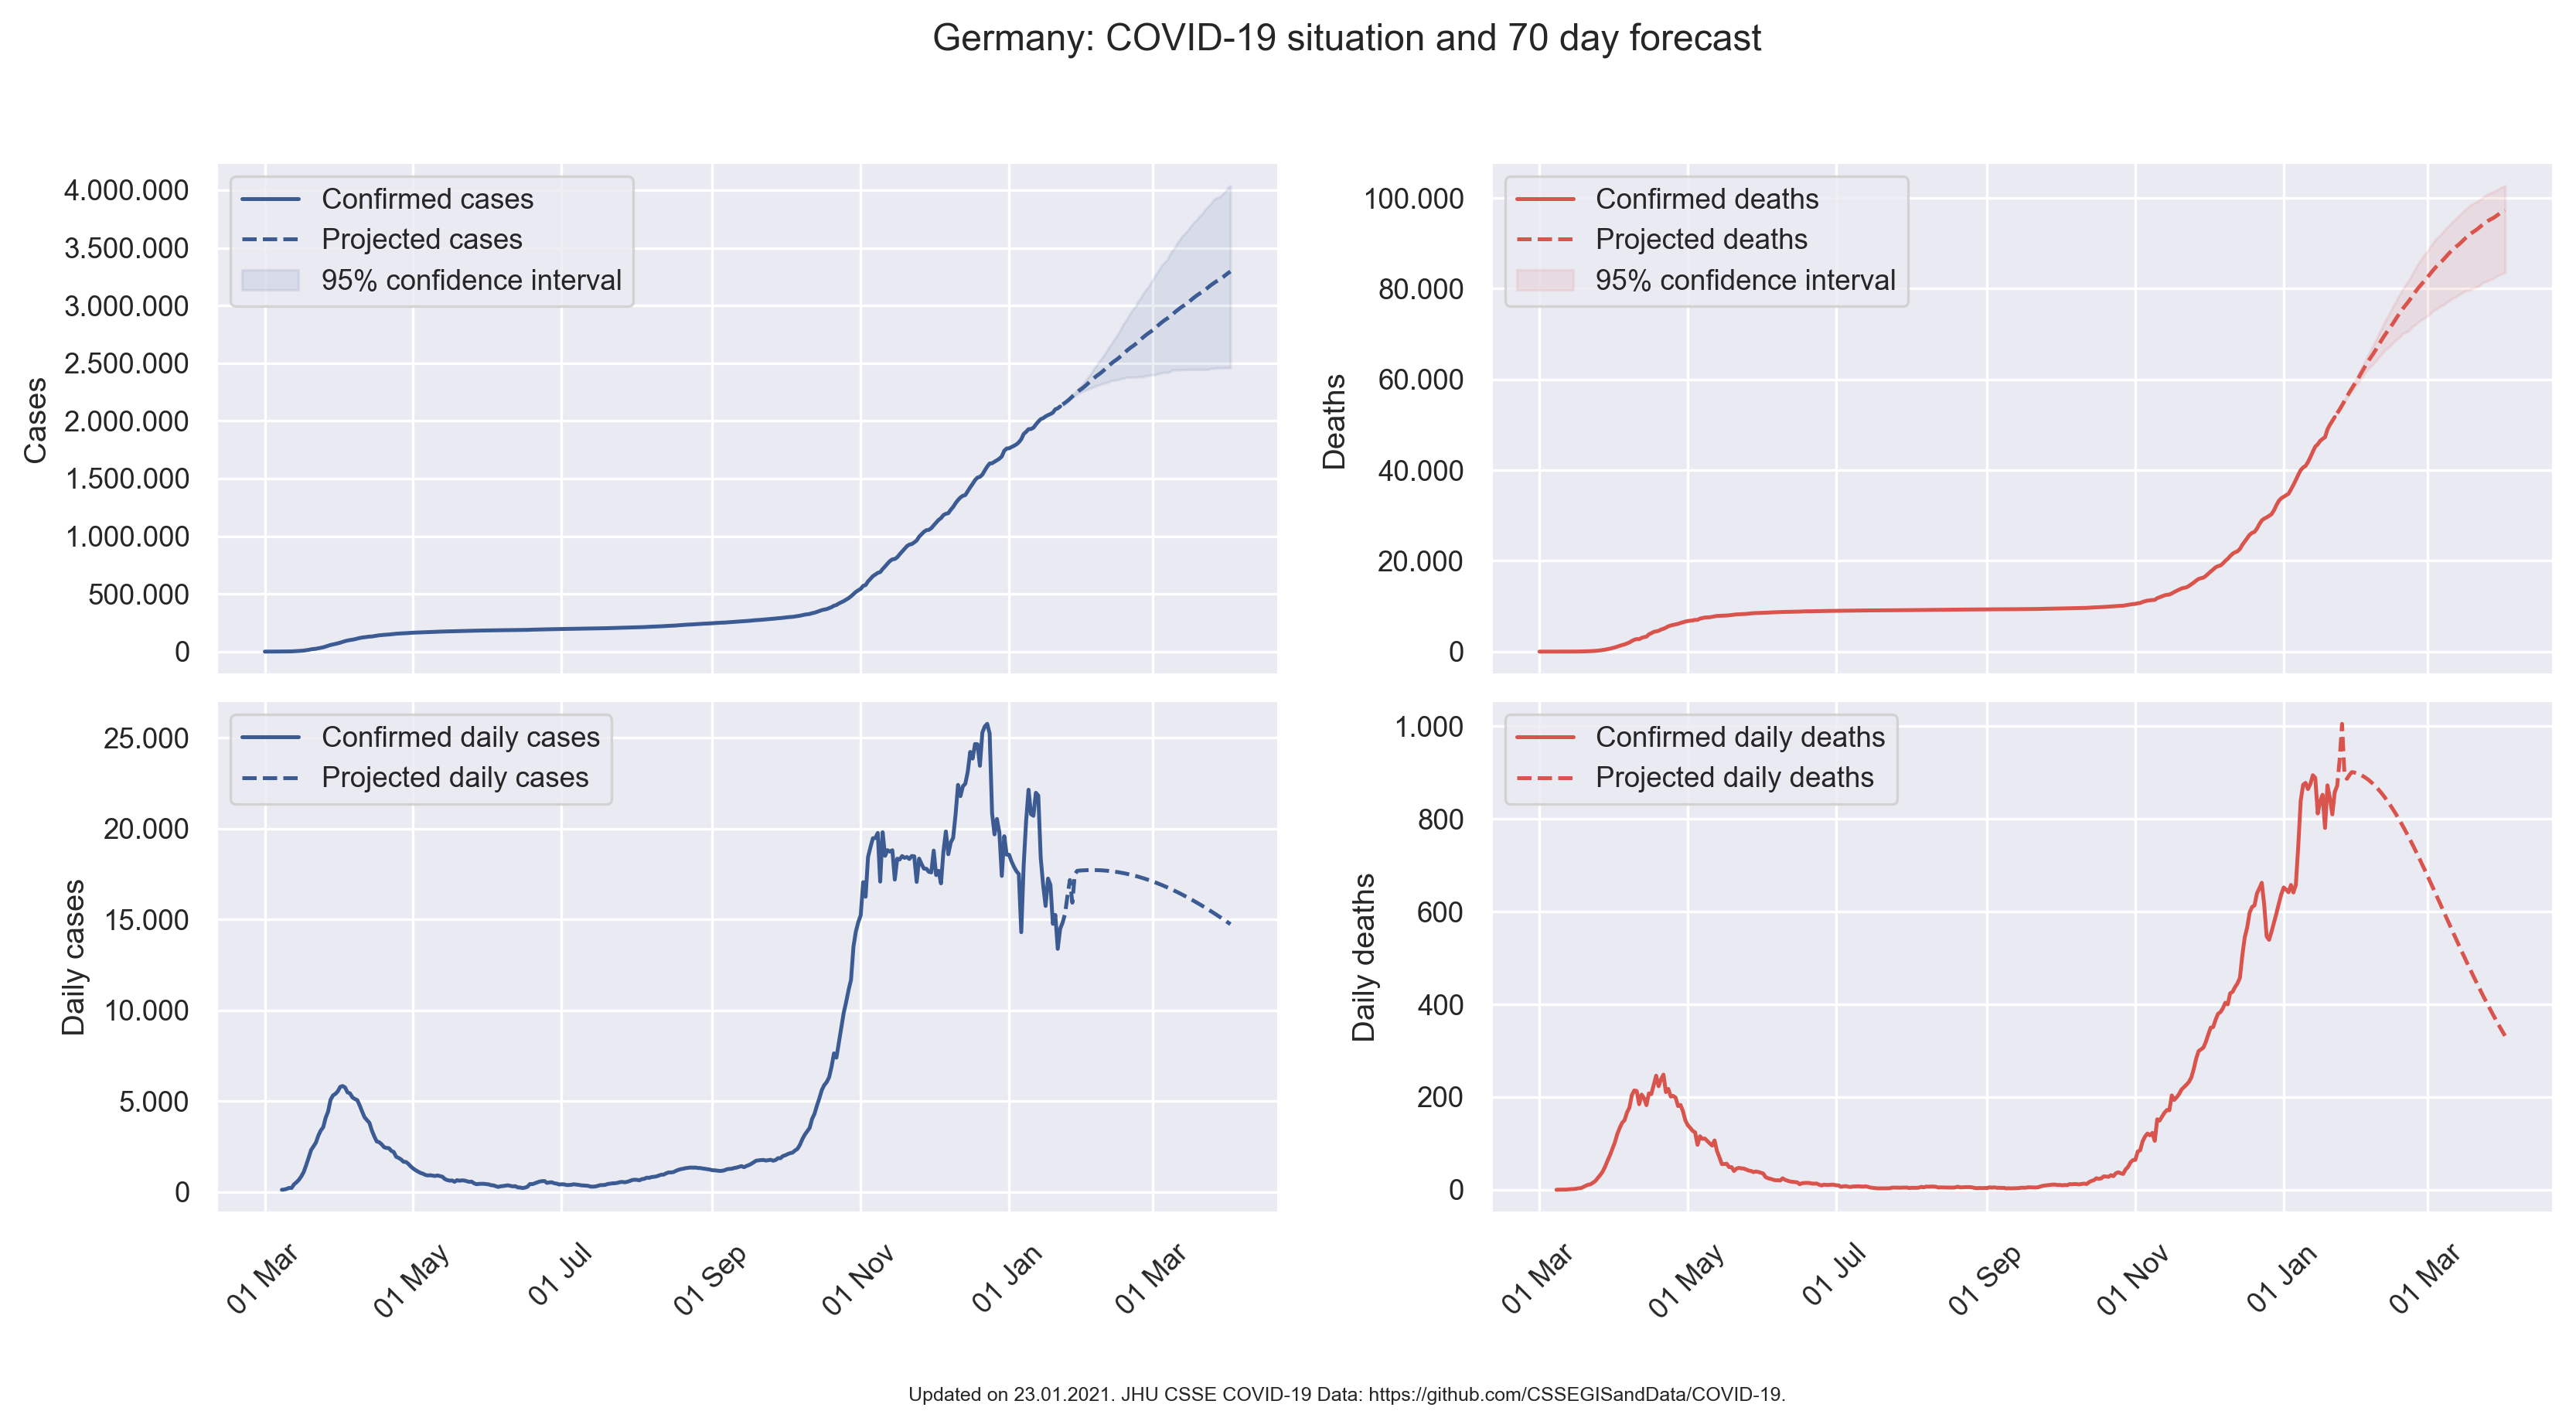 Germany: COVID-19 situation and 70 day forecast
Cases
4.000.000
3.500.000
3.000.000
2.500.000
2.000.000
1.500.000
1.000.000
500.000
0
Confirmed cases
Projected cases
95% confidence interval
Deaths
100.000
80.000
60.000
40.000
20.000
0
Confirmed deaths
Projected deaths
95% confidence interval
Daily cases
25.000
20.000
15.000
10.000
5.000
0
Confirmed daily cases
Projected daily cases
01 Mar
01 May
01 Jul
01 Sep
01 Nov
01 Jan
01 Mar
Daily deaths
1.000
800
600
400
200
0
Confirmed daily deaths
Projected daily deaths
01 Mar
01 May
01 Jul
01 Sep
01 Nov
01 Jan
01 Mar
Updated on 23.01.2021. JHU CSSE COVID-19 Data: https://github.com/CSSEGISandData/COVID-19.